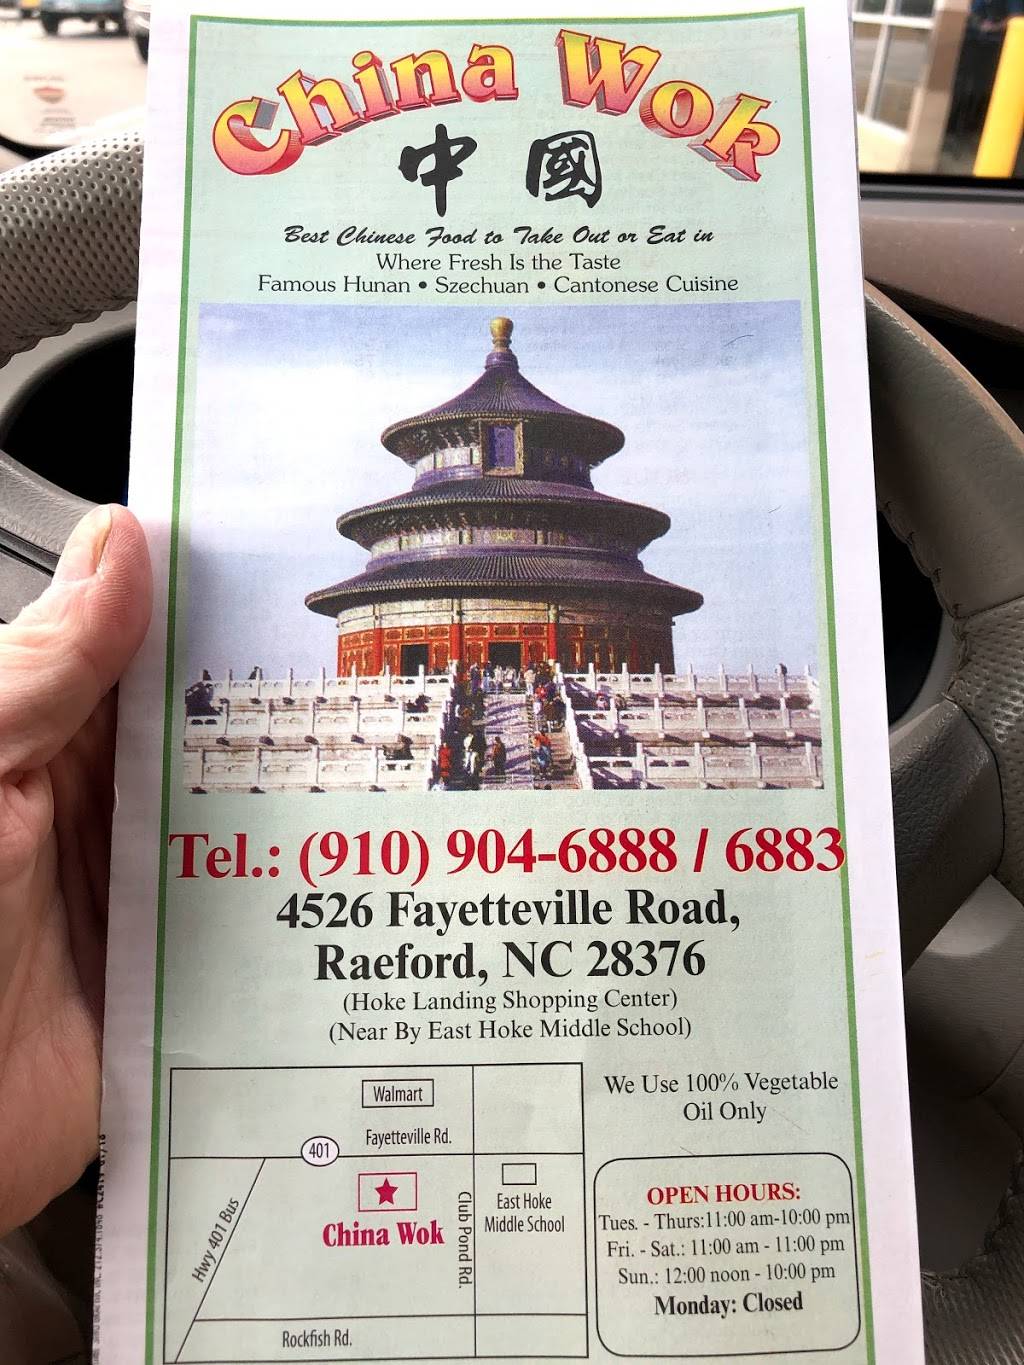 China Wok
中 國
Best Chinese Food to Take Out or Eat in
Where Fresh Is the Taste
Famous Hunan • Szechuan • Cantonese Cuisine
Tel.: (910) 904-6888 / 6883
4526 Fayetteville Road,
Raeford, NC 28376
(Hoke Landing Shopping Center)
(Near By East Hoke Middle School)
Walmart
Fayetteville Rd.
401
Hwy 401 Bus
China Wok
Club Pond Rd.
East Hoke
Middle School
Rockfish Rd.
We Use 100% Vegetable
Oil Only
OPEN HOURS:
Tues. - Thurs:11:00 am-10:00 pm
Fri. - Sat.: 11:00 am - 11:00 pm
Sun.: 12:00 noon - 10:00 pm
Monday: Closed